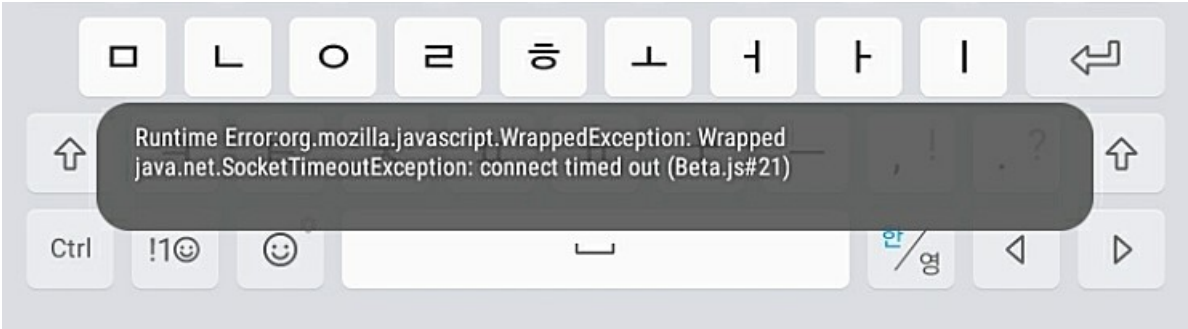 ㅁ ㄴ ㅇ ㄹ ㅎ ㅗ ㅓ ㅏ ㅣ
Runtime Error:org.mozilla.javascript.WrappedException: Wrapped
java.net.SocketTimeoutException: connect timed out (Beta.js#21)
, ! . ?
Ctrl !1☺ 한/영